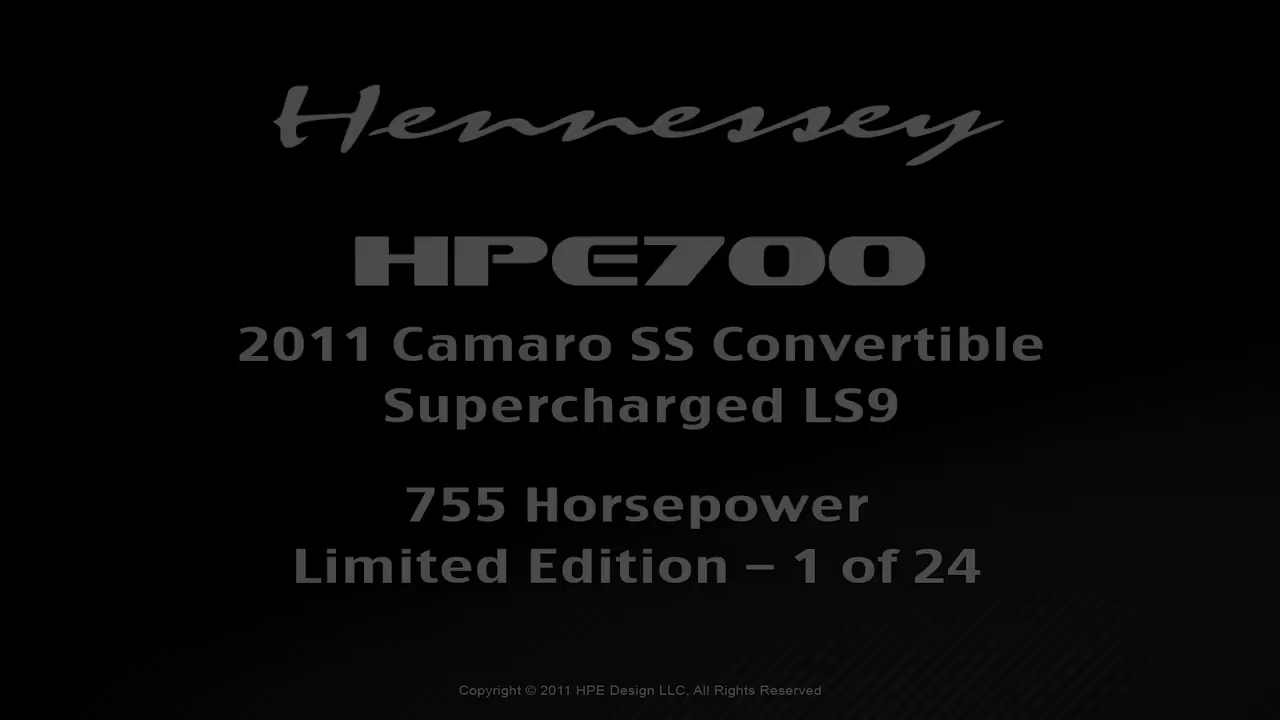 Hennessey
HPE700
2011 Camaro SS Convertible
Supercharged LS9
755 Horsepower
Limited Edition – 1 of 24
Copyright © 2011 HPE Design LLC, All Rights Reserved